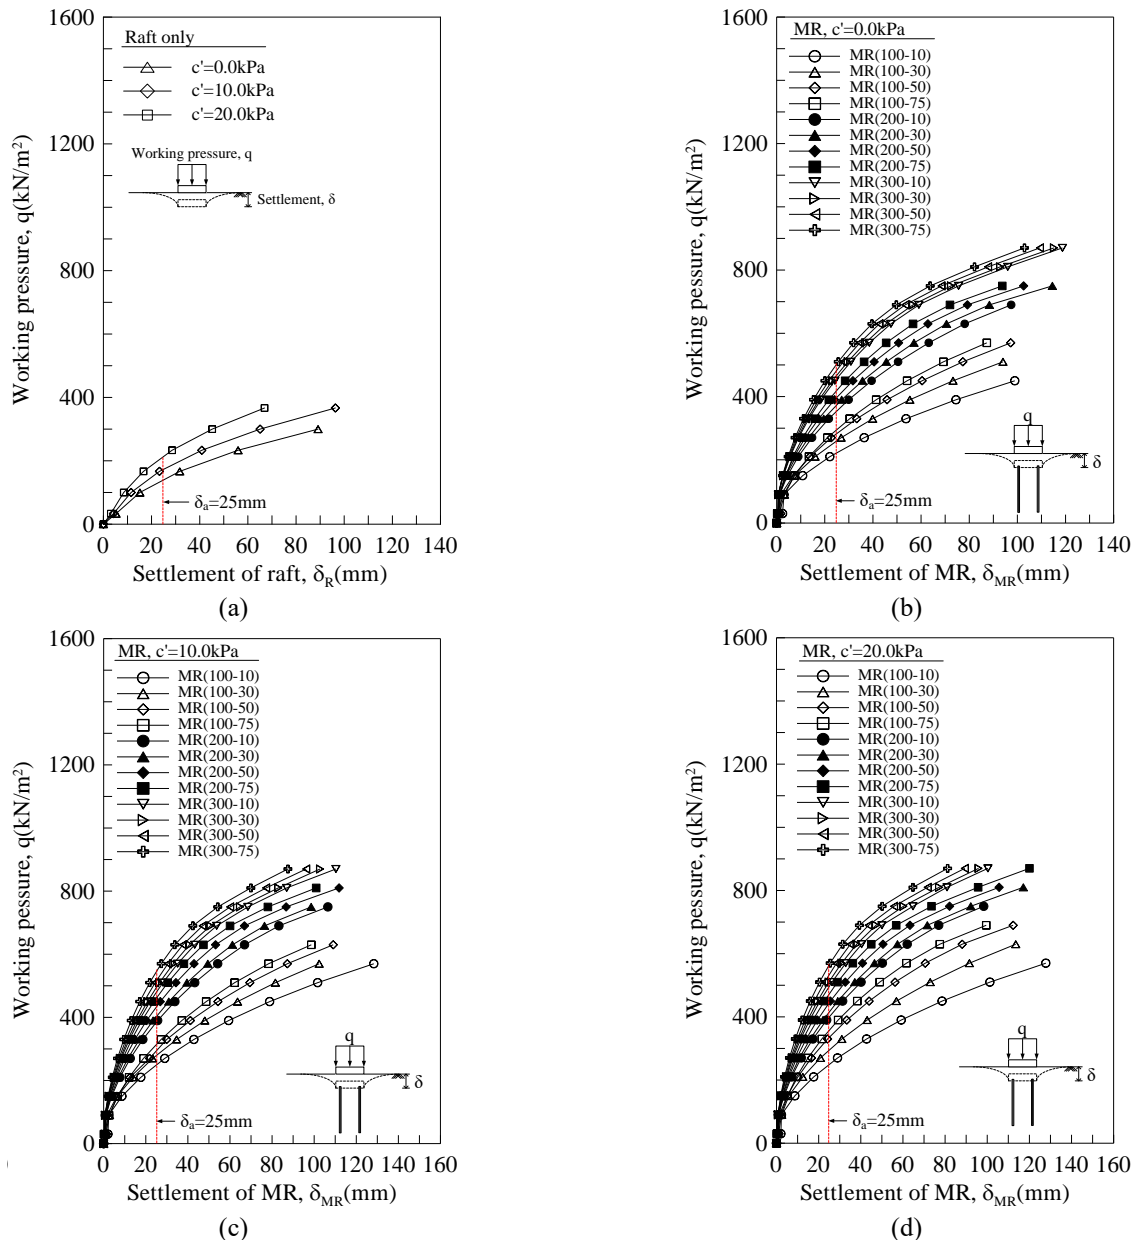 1600
1200
800
400
0
Working pressure, q(kN/m²)
Raft only
c'=0.0kPa
c'=10.0kPa
c'=20.0kPa
Working pressure, q
Settlement, δ
δa=25mm
0 20 40 60 80 100 120 140
Settlement of raft, δR(mm)
(a)
1600
1200
800
400
0
Working pessure, q(kN/m²)
MR, c'=0.0kPa
MR(100-10)
MR(100-30)
MR(100-50)
MR(100-75)
MR(200-10)
MR(200-30)
MR(200-50)
MR(200-75)
MR(300-10)
MR(300-30)
MR(300-50)
MR(300-75)
q
δ
δa=25mm
0 20 40 60 80 100 120 140
Settlement of MR, δMR(mm)
(b)
1600
1200
800
400
0
Working pessure, q(kN/m²)
MR, c'=10.0kPa
MR(100-10)
MR(100-30)
MR(100-50)
MR(100-75)
MR(200-10)
MR(200-30)
MR(200-50)
MR(200-75)
MR(300-10)
MR(300-30)
MR(300-50)
MR(300-75)
q
δ
δa=25mm
0 20 40 60 80 100 120 140 160
Settlement of MR, δMR(mm)
(c)
1600
1200
800
400
0
Working pessure, q(kN/m²)
MR, c'=20.0kPa
MR(100-10)
MR(100-30)
MR(100-50)
MR(100-75)
MR(200-10)
MR(200-30)
MR(200-50)
MR(200-75)
MR(300-10)
MR(300-30)
MR(300-50)
MR(300-75)
q
δ
δa=25mm
0 20 40 60 80 100 120 140 160
Settlement of MR, δMR(mm)
(d)